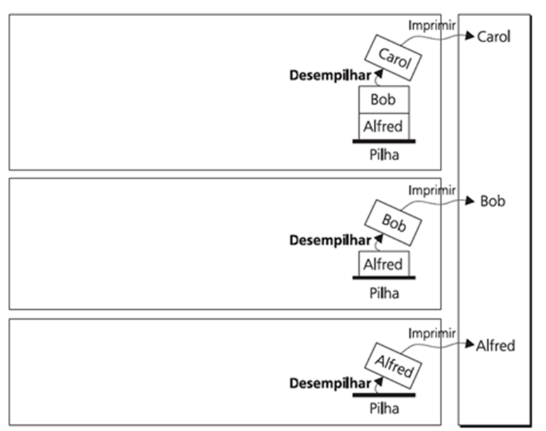 Imprimir
Carol
Carol
Desempilhar
Bob
Alfred
Pilha
Imprimir
Bob
Bob
Desempilhar
Alfred
Pilha
Imprimir
Alfred
Alfred
Desempilhar
Pilha